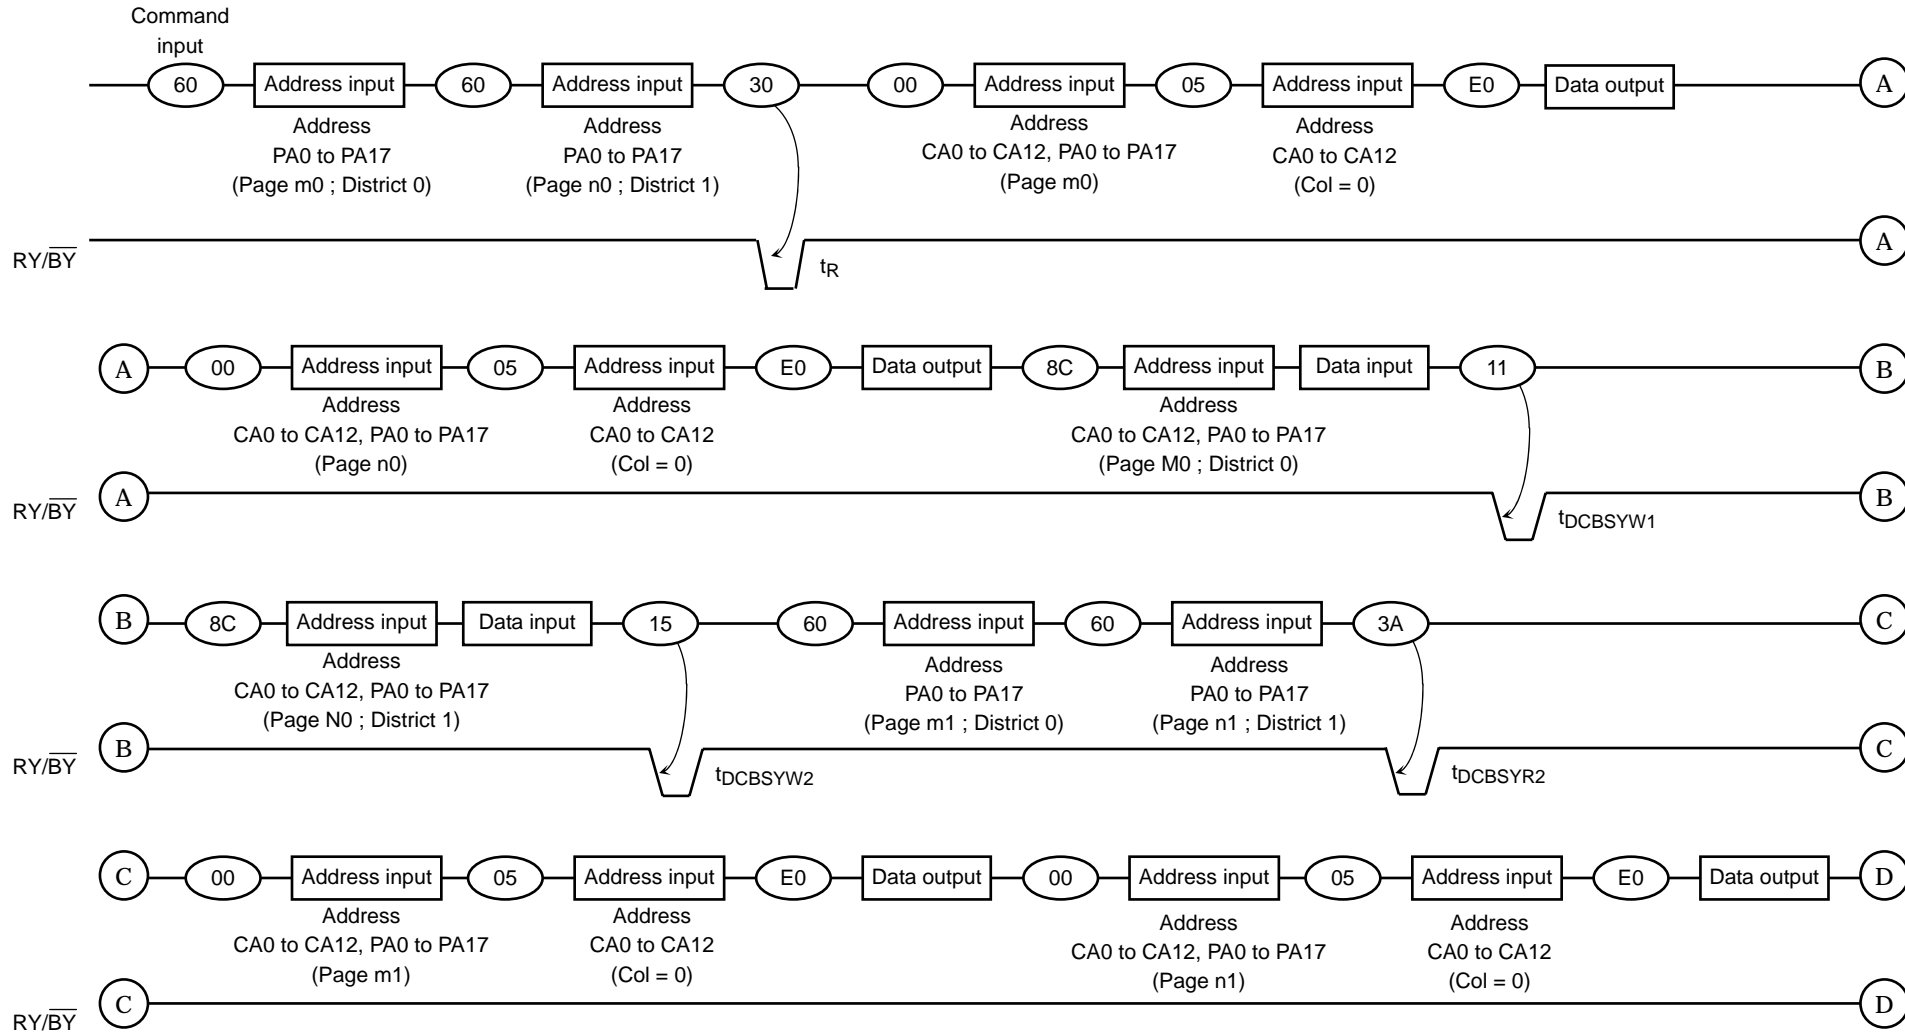 Command
input
60 Address input 60 Address input 30 00 Address input 05 Address input E0 Data output A
Address
PA0 to PA17
(Page m0 ; District 0)
Address
PA0 to PA17
(Page n0 ; District 1)
Address
CA0 to CA12, PA0 to PA17
(Page m0)
Address
CA0 to CA12
(Col = 0)
RY/B̅Y̅ tR A
A 00 Address input 05 Address input E0 Data output 8C Address input Data input 11 B
Address
CA0 to CA12, PA0 to PA17
(Page n0)
Address
CA0 to CA12
(Col = 0)
Address
CA0 to CA12, PA0 to PA17
(Page M0 ; District 0)
RY/B̅Y̅ A tDCBSYW1 B
B 8C Address input Data input 15 60 Address input 60 Address input 3A C
Address
CA0 to CA12, PA0 to PA17
(Page N0 ; District 1)
Address
PA0 to PA17
(Page m1 ; District 0)
Address
PA0 to PA17
(Page n1 ; District 1)
RY/B̅Y̅ B tDCBSYW2 tDCBSYR2 C
C 00 Address input 05 Address input E0 Data output 00 Address input 05 Address input E0 Data output D
Address
CA0 to CA12, PA0 to PA17
(Page m1)
Address
CA0 to CA12
(Col = 0)
Address
CA0 to CA12, PA0 to PA17
(Page n1)
Address
CA0 to CA12
(Col = 0)
RY/B̅Y̅ C D